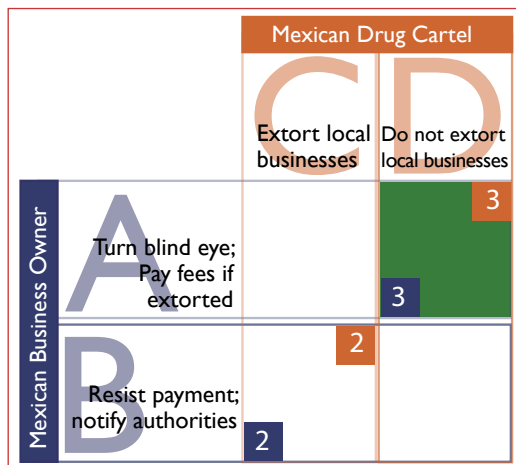 Mexican Drug Cartel
C
D
Extort local
businesses
Do not extort
local businesses
Mexican Business Owner
A
Turn blind eye;
Pay fees if
extorted
3
3
B
Resist payment;
notify authorities
2
2